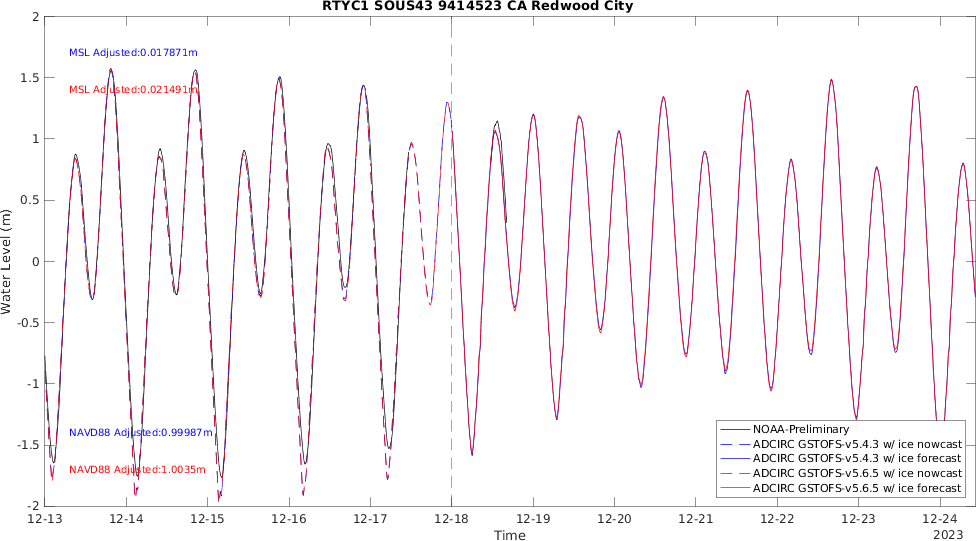 RTYC1 SOUS43 9414523 CA Redwood City
2
1.5
1
0.5
0
-0.5
-1
-1.5
-2
Water Level (m)
MSL Adjusted:0.017871m
MSL Adjusted:0.021491m
NAVD88 Adjusted:0.99987m
NAVD88 Adjusted:1.0035m
NOAA-Preliminary
ADCIRC GSTOFS-v5.4.3 w/ ice nowcast
ADCIRC GSTOFS-v5.4.3 w/ ice forecast
ADCIRC GSTOFS-v5.6.5 w/ ice nowcast
ADCIRC GSTOFS-v5.6.5 w/ ice forecast
12-13 12-14 12-15 12-16 12-17 12-18 12-19 12-20 12-21 12-22 12-23 12-24
Time
2023